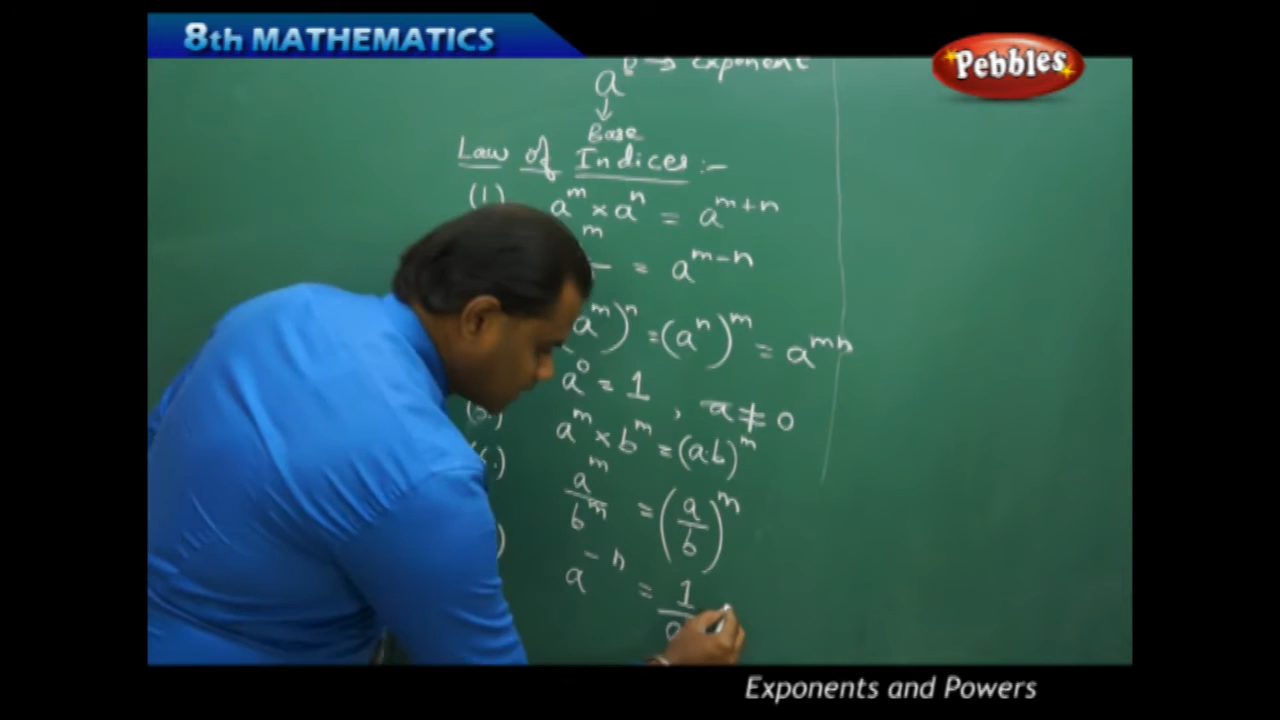 8th MATHEMATICS
Pebbles
→ exponent
a
↓
Base
Law of Indices :-
(1) a^m × a^n = a^(m+n)
m
— = a^(m-n)
a^m)^n = (a^n)^m = a^(mn)
a^0 = 1 , a ≠ 0
a^m × b^m = (a.b)^m
a^m/b^m = (a/b)^m
a^-n = 1/a
Exponents and Powers